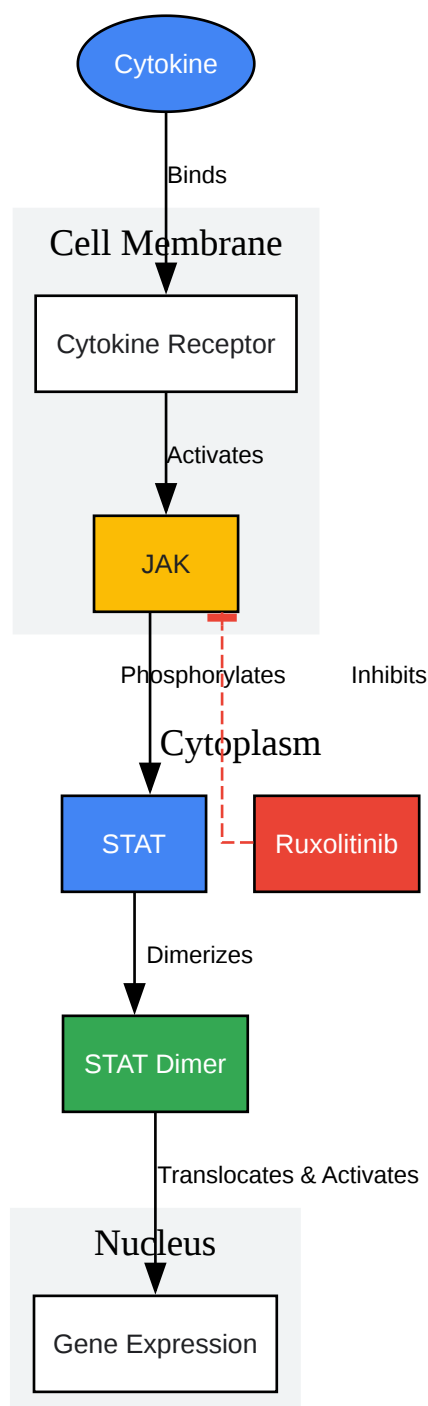 Cytokine
Binds
Cell Membrane
Cytokine Receptor
Activates
JAK
Phosphorylates
Inhibits
Cytoplasm
STAT
Ruxolitinib
Dimerizes
STAT Dimer
Translocates & Activates
Nucleus
Gene Expression